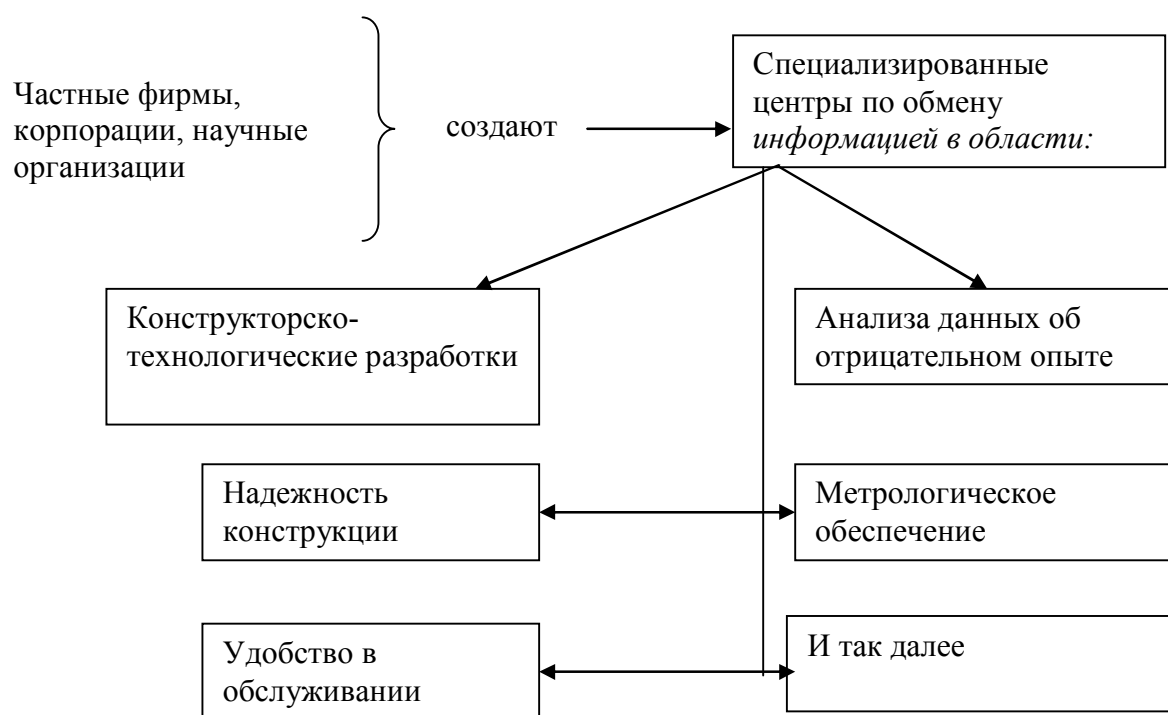 Частные фирмы,
корпорации, научные
организации
создают
Специализированные
центры по обмену
информацией в области:
Конструкторско-
технологические разработки
Анализа данных об
отрицательном опыте
Надежность
конструкции
Метрологическое
обеспечение
Удобство в
обслуживании
И так далее